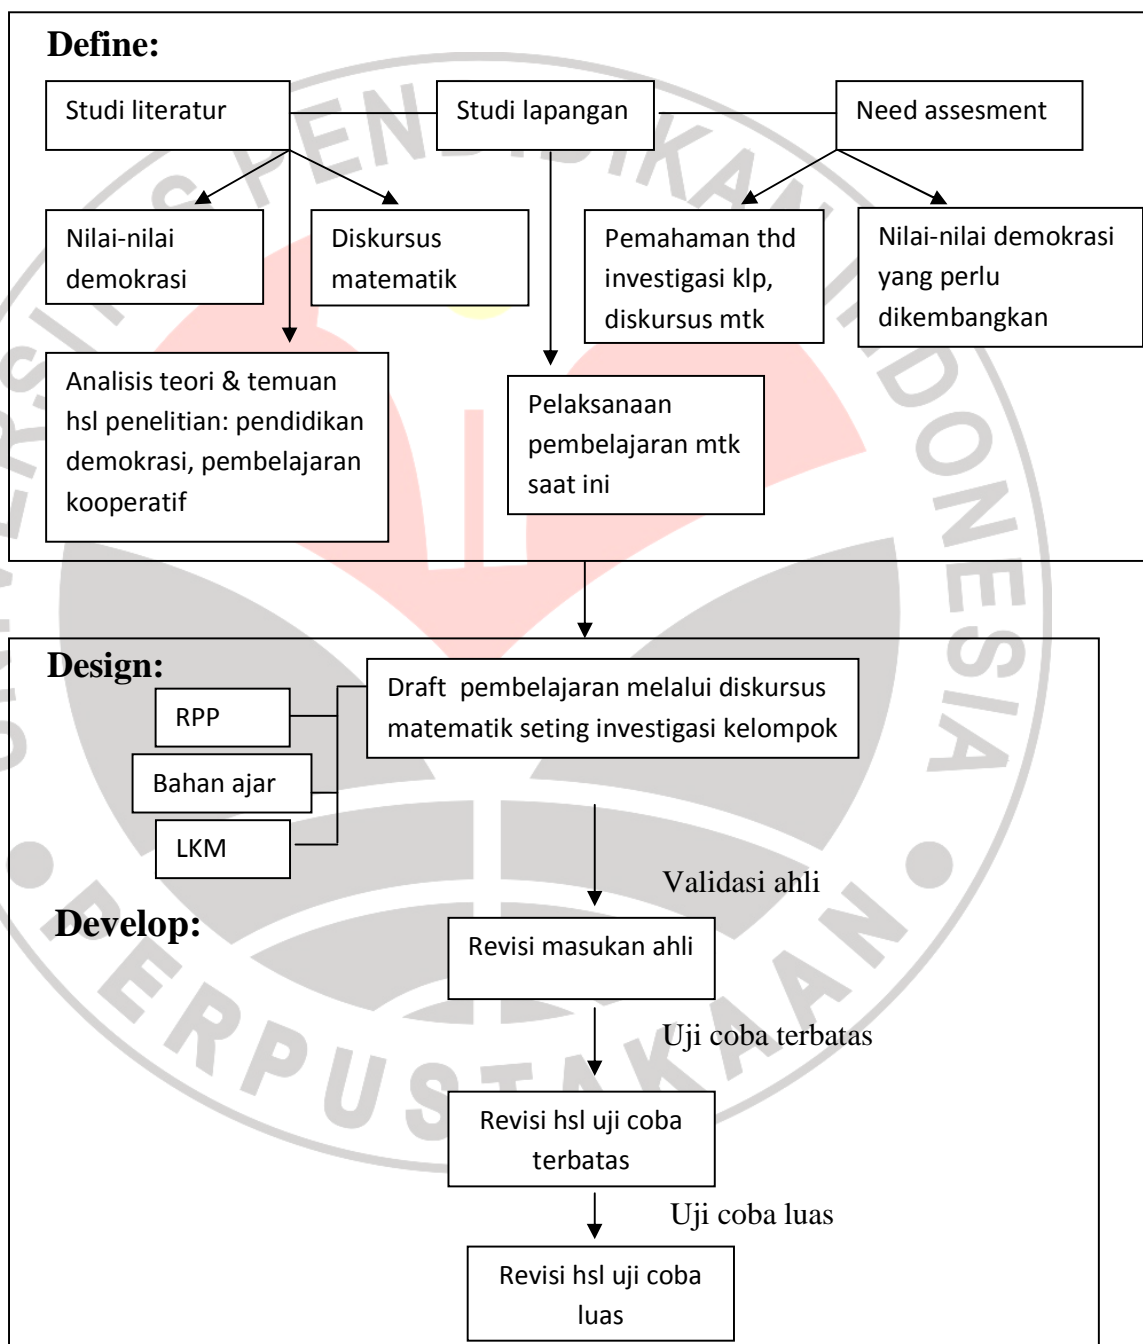 Define:
Studi literatur
Studi lapangan
Need assesment
Nilai-nilai
demokrasi
Diskursus
matematik
Pemahaman thd
investigasi klp,
diskursus mtk
Nilai-nilai demokrasi
yang perlu
dikembangkan
Analisis teori & temuan
hsl penelitian: pendidikan
demokrasi, pembelajaran
kooperatif
Pelaksanaan
pembelajaran mtk
saat ini
Design:
Draft pembelajaran melalui diskursus
matematik seting investigasi kelompok
RPP
Bahan ajar
LKM
Validasi ahli
Develop:
Revisi masukan ahli
Uji coba terbatas
Revisi hsl uji coba
terbatas
Uji coba luas
Revisi hsl uji coba
luas
PENDIDIKAN INDONESIA
PERPUSTAKAAN